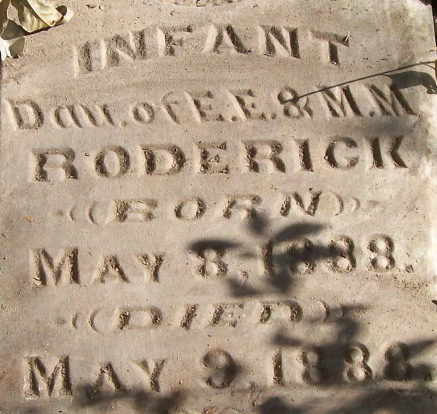 INFANT
Dau. of E.E. & M.M.
RODERICK
BORN
MAY 8, 1888.
DIED
MAY 9, 1888.